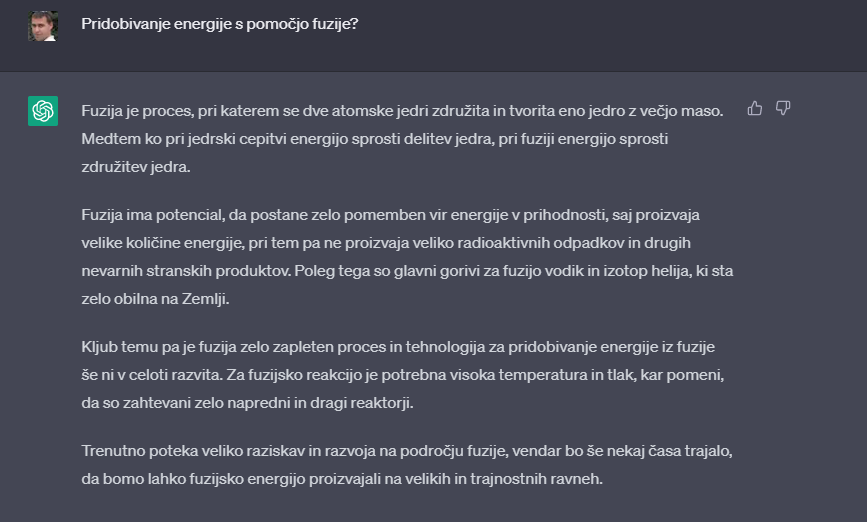 Pridobivanje energije s pomočjo fuzije?
Fuzija je proces, pri katerem se dve atomske jedri združita in tvorita eno jedro z večjo maso.
Medtem ko pri jedrski cepitvi energijo sprosti delitev jedra, pri fuziji energijo sprosti
združitev jedra.
Fuzija ima potencial, da postane zelo pomemben vir energije v prihodnosti, saj proizvaja
velike količine energije, pri tem pa ne proizvaja veliko radioaktivnih odpadkov in drugih
nevarnih stranskih produktov. Poleg tega so glavni gorivi za fuzijo vodik in izotop helija, ki sta
zelo obilna na Zemlji.
Kljub temu pa je fuzija zelo zapleten proces in tehnologija za pridobivanje energije iz fuzije
še ni v celoti razvita. Za fuzijsko reakcijo je potrebna visoka temperatura in tlak, kar pomeni,
da so zahtevani zelo napredni in dragi reaktorji.
Trenutno poteka veliko raziskav in razvoja na področju fuzije, vendar bo še nekaj časa trajalo,
da bomo lahko fuzijsko energijo proizvajali na velikih in trajnostnih ravneh.